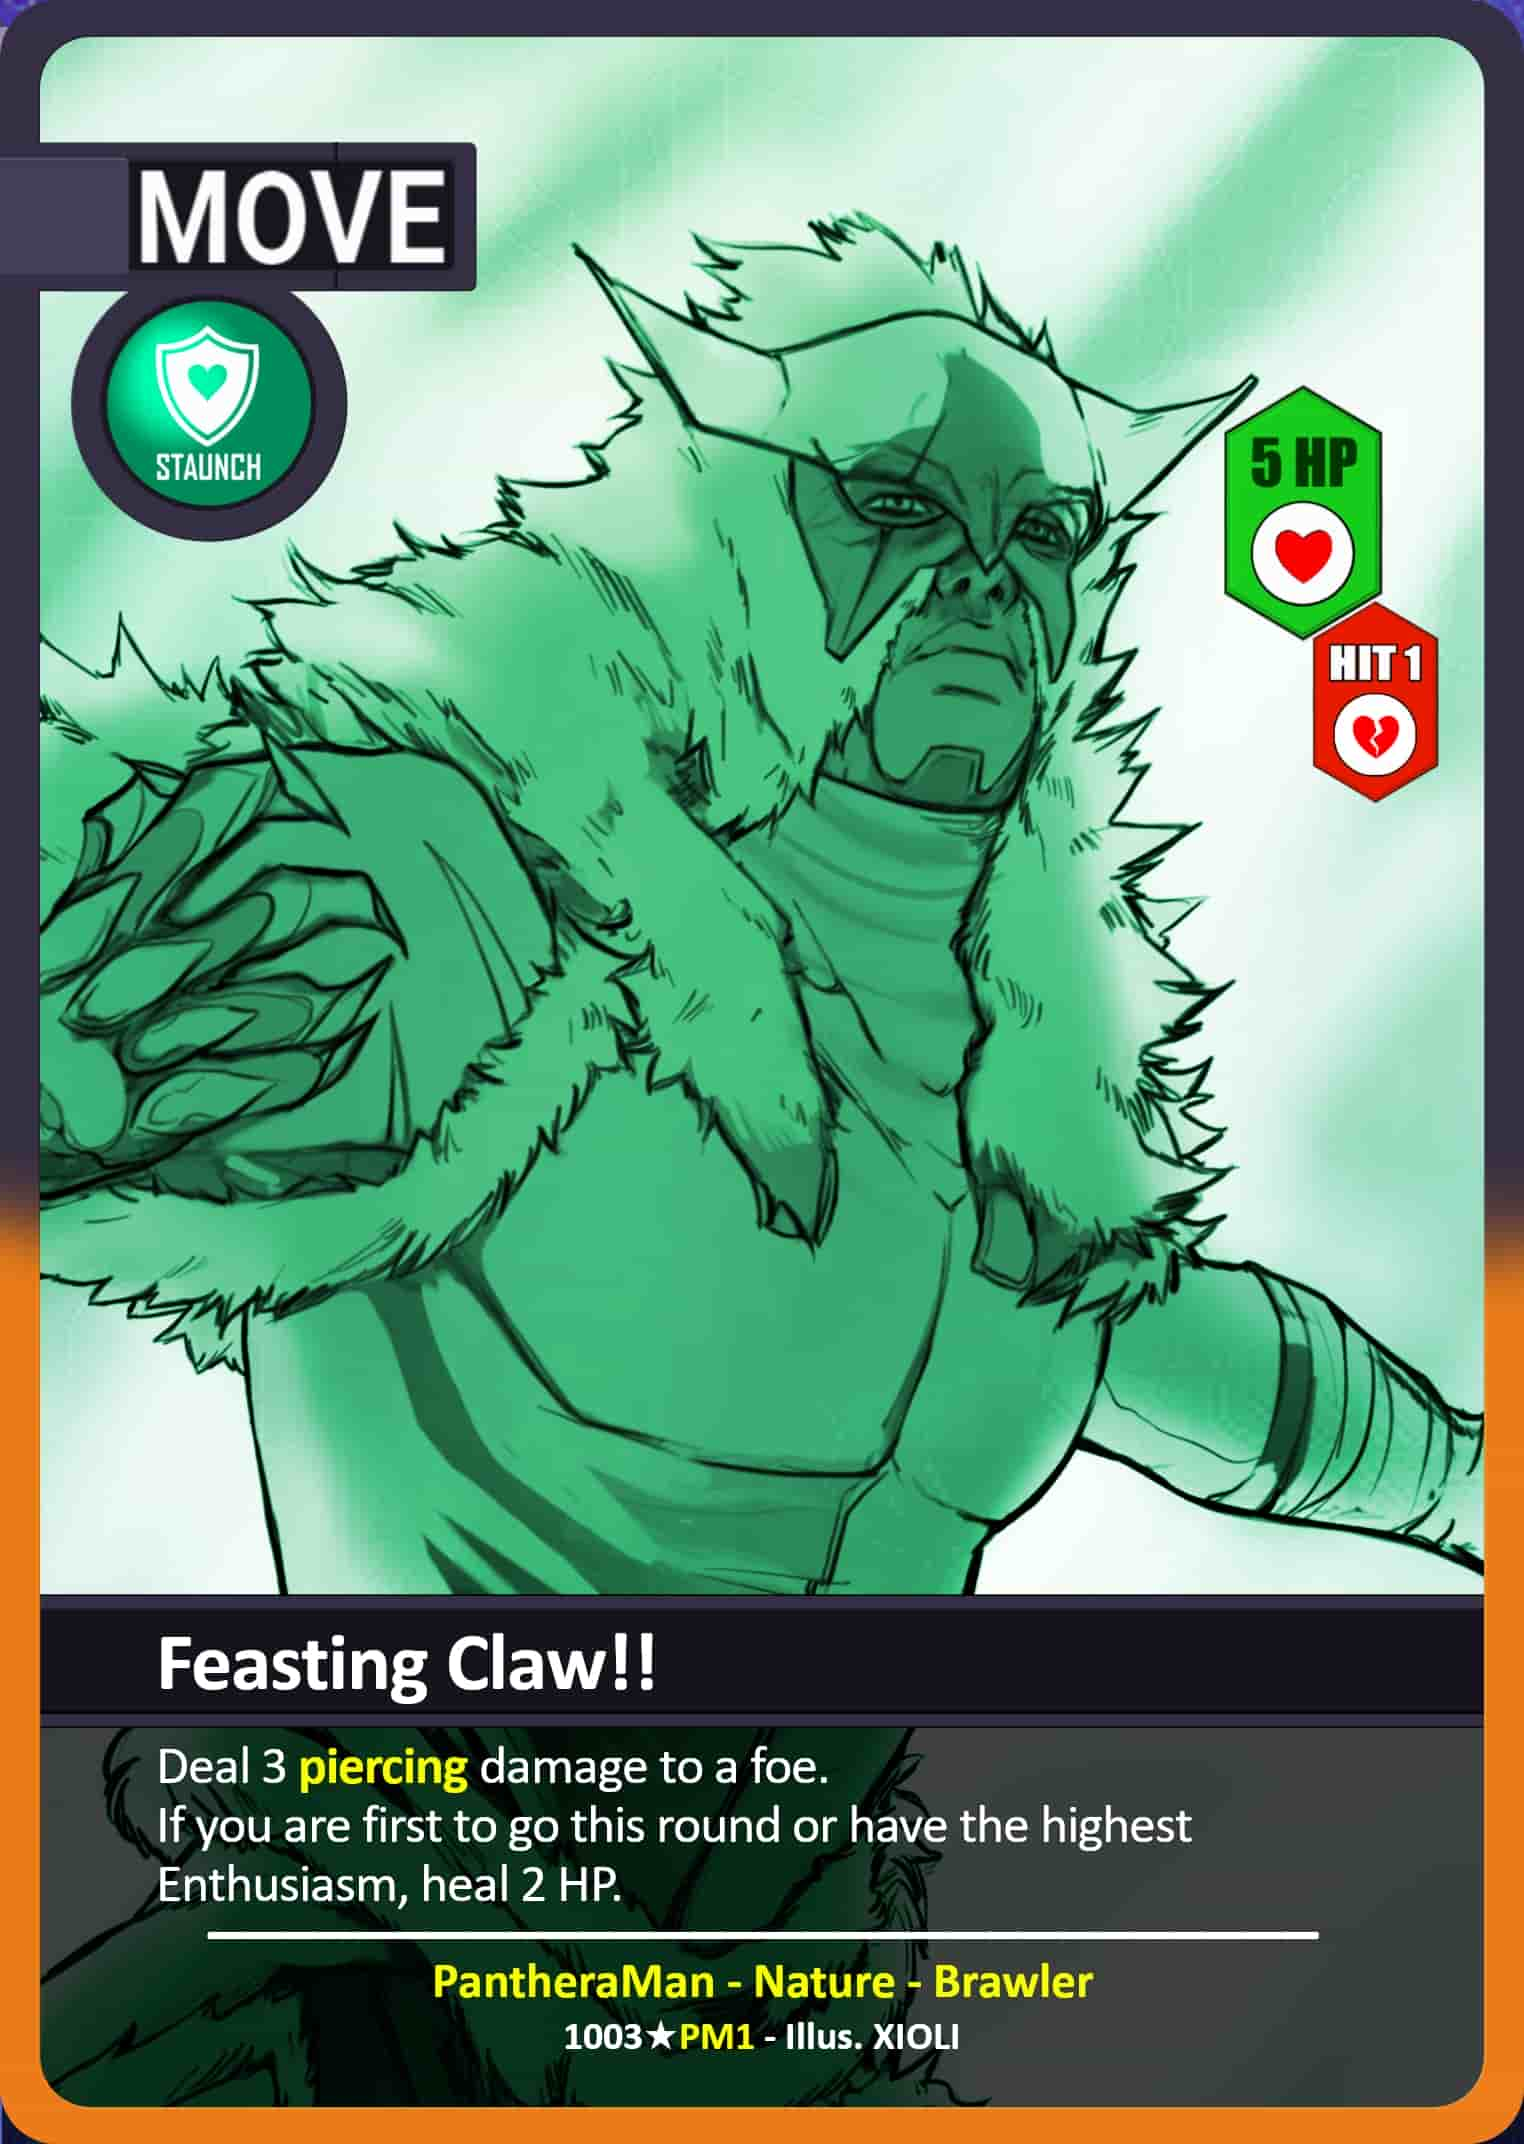 MOVE
STAUNCH
5 HP
HIT 1
Feasting Claw!!
Deal 3 piercing damage to a foe.
If you are first to go this round or have the highest
Enthusiasm, heal 2 HP.
PantheraMan - Nature - Brawler
1003★PM1 - Illus. XIOLI